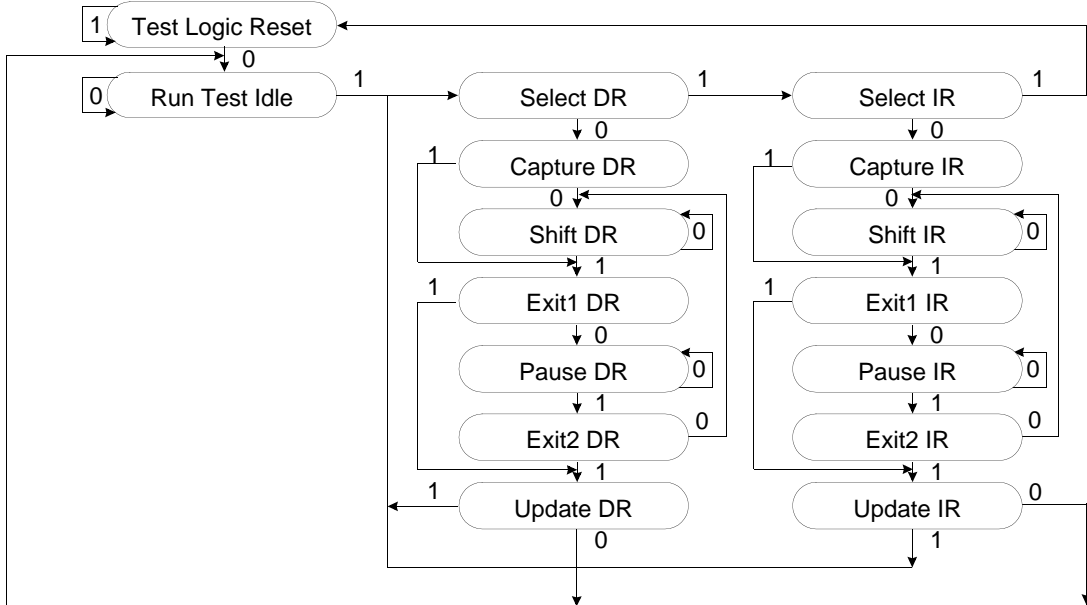 1
Test Logic Reset
0
0
Run Test Idle
1
Select DR
1
Select IR
1
0
0
1
Capture DR
1
Capture IR
0
0
Shift DR
0
Shift IR
0
1
1
1
Exit1 DR
1
Exit1 IR
0
0
Pause DR
0
Pause IR
0
1
1
Exit2 DR
0
Exit2 IR
0
1
1
1
Update DR
Update IR
0
0
1